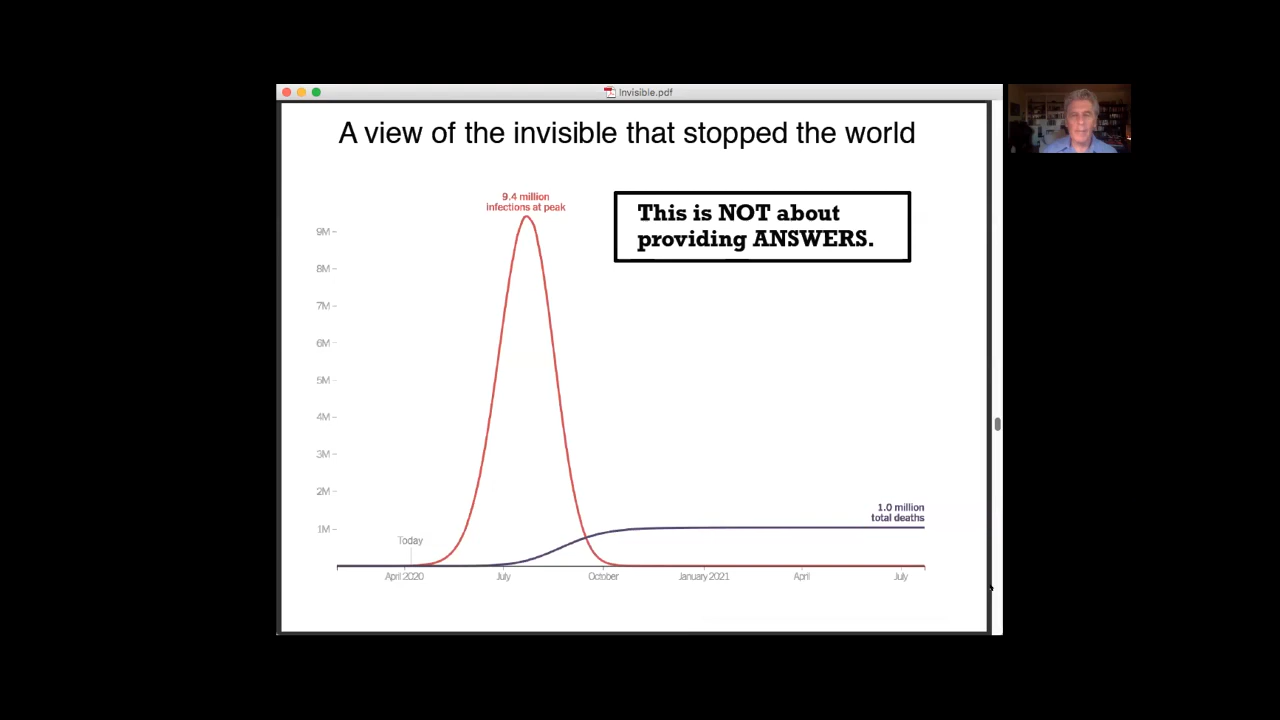 Invisible.pdf
A view of the invisible that stopped the world
9.4 million
infections at peak
This is NOT about
providing ANSWERS.
9M
8M
7M
6M
5M
4M
3M
2M
1M
1.0 million
total deaths
Today
April 2020
July
October
January 2021
April
July